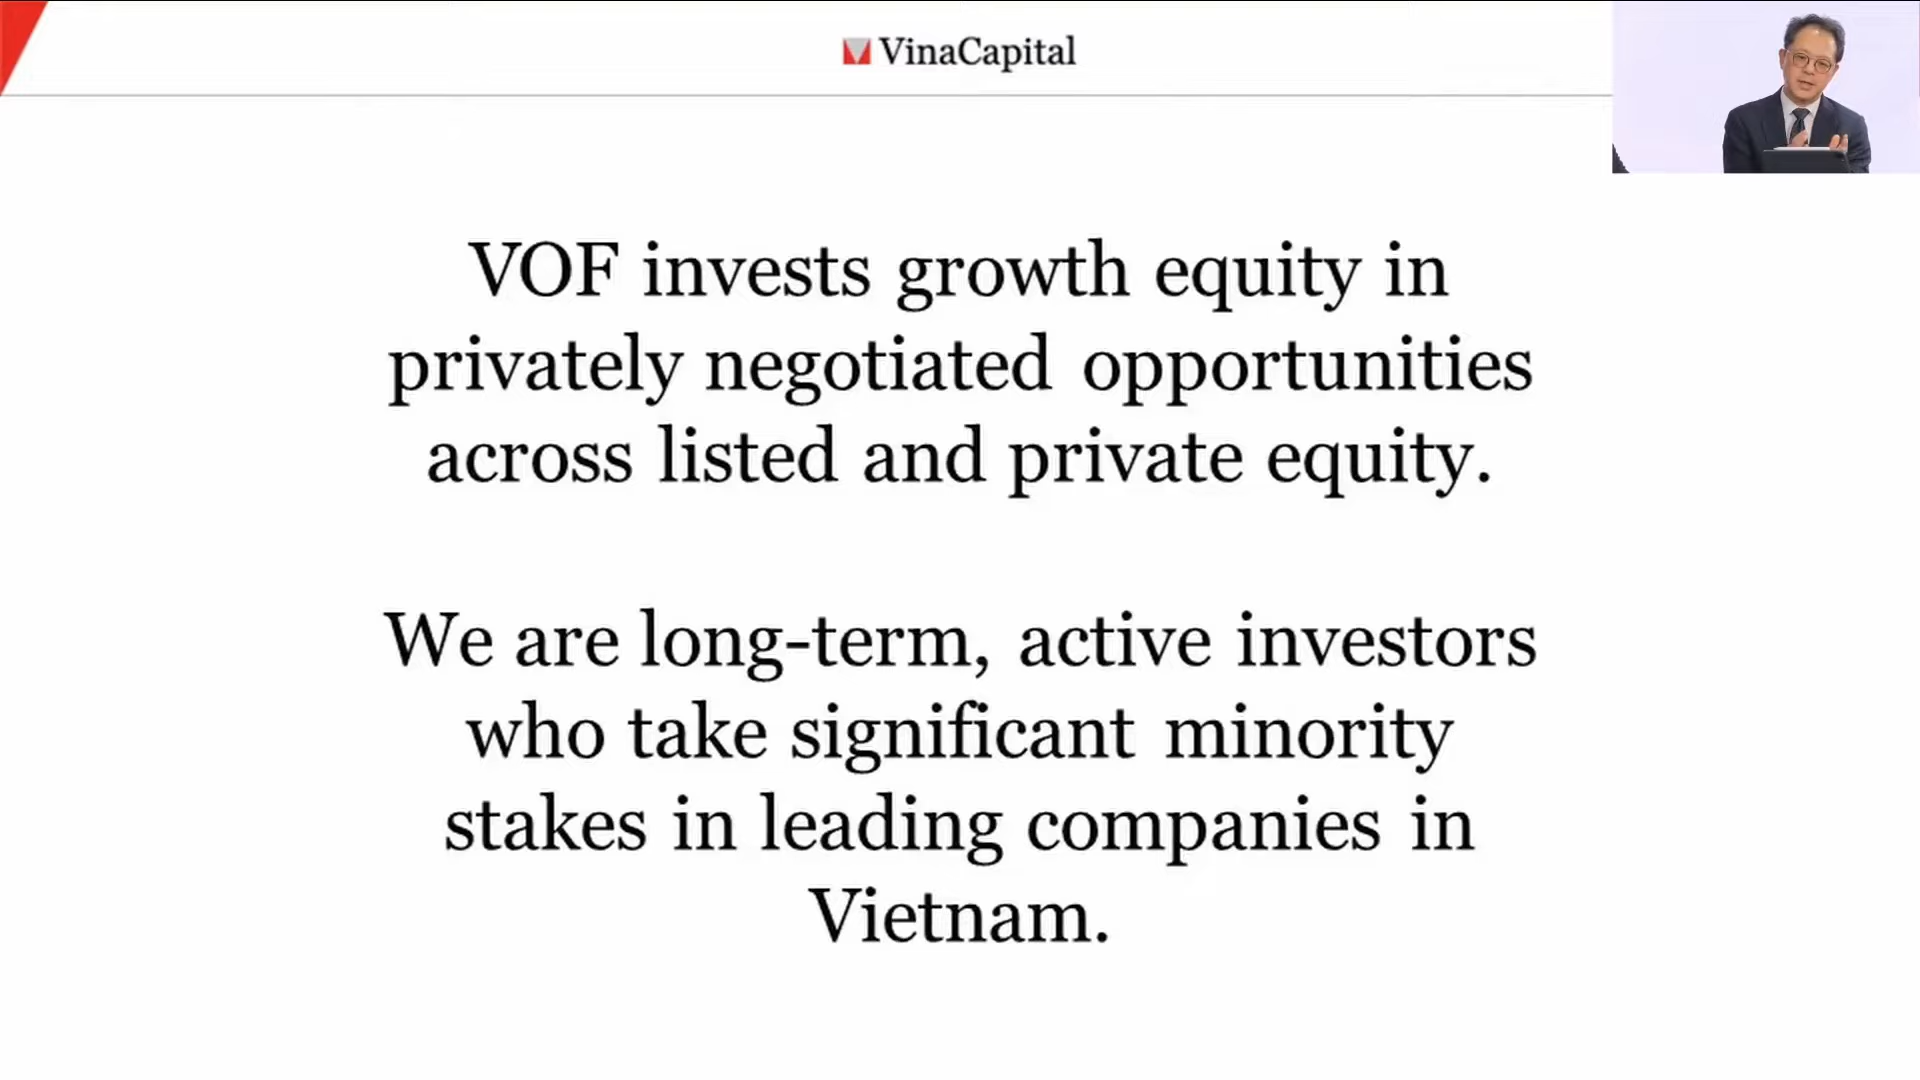 VinaCapital
VOF invests growth equity in
privately negotiated opportunities
across listed and private equity.
We are long-term, active investors
who take significant minority
stakes in leading companies in
Vietnam.